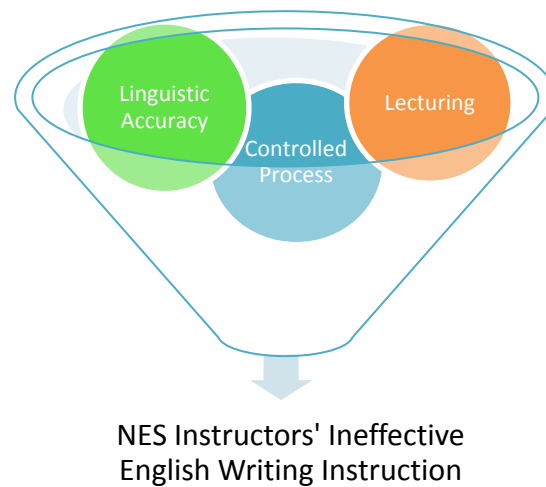 Linguistic
Accuracy
Lecturing
Controlled
Process
NES Instructors' Ineffective
English Writing Instruction